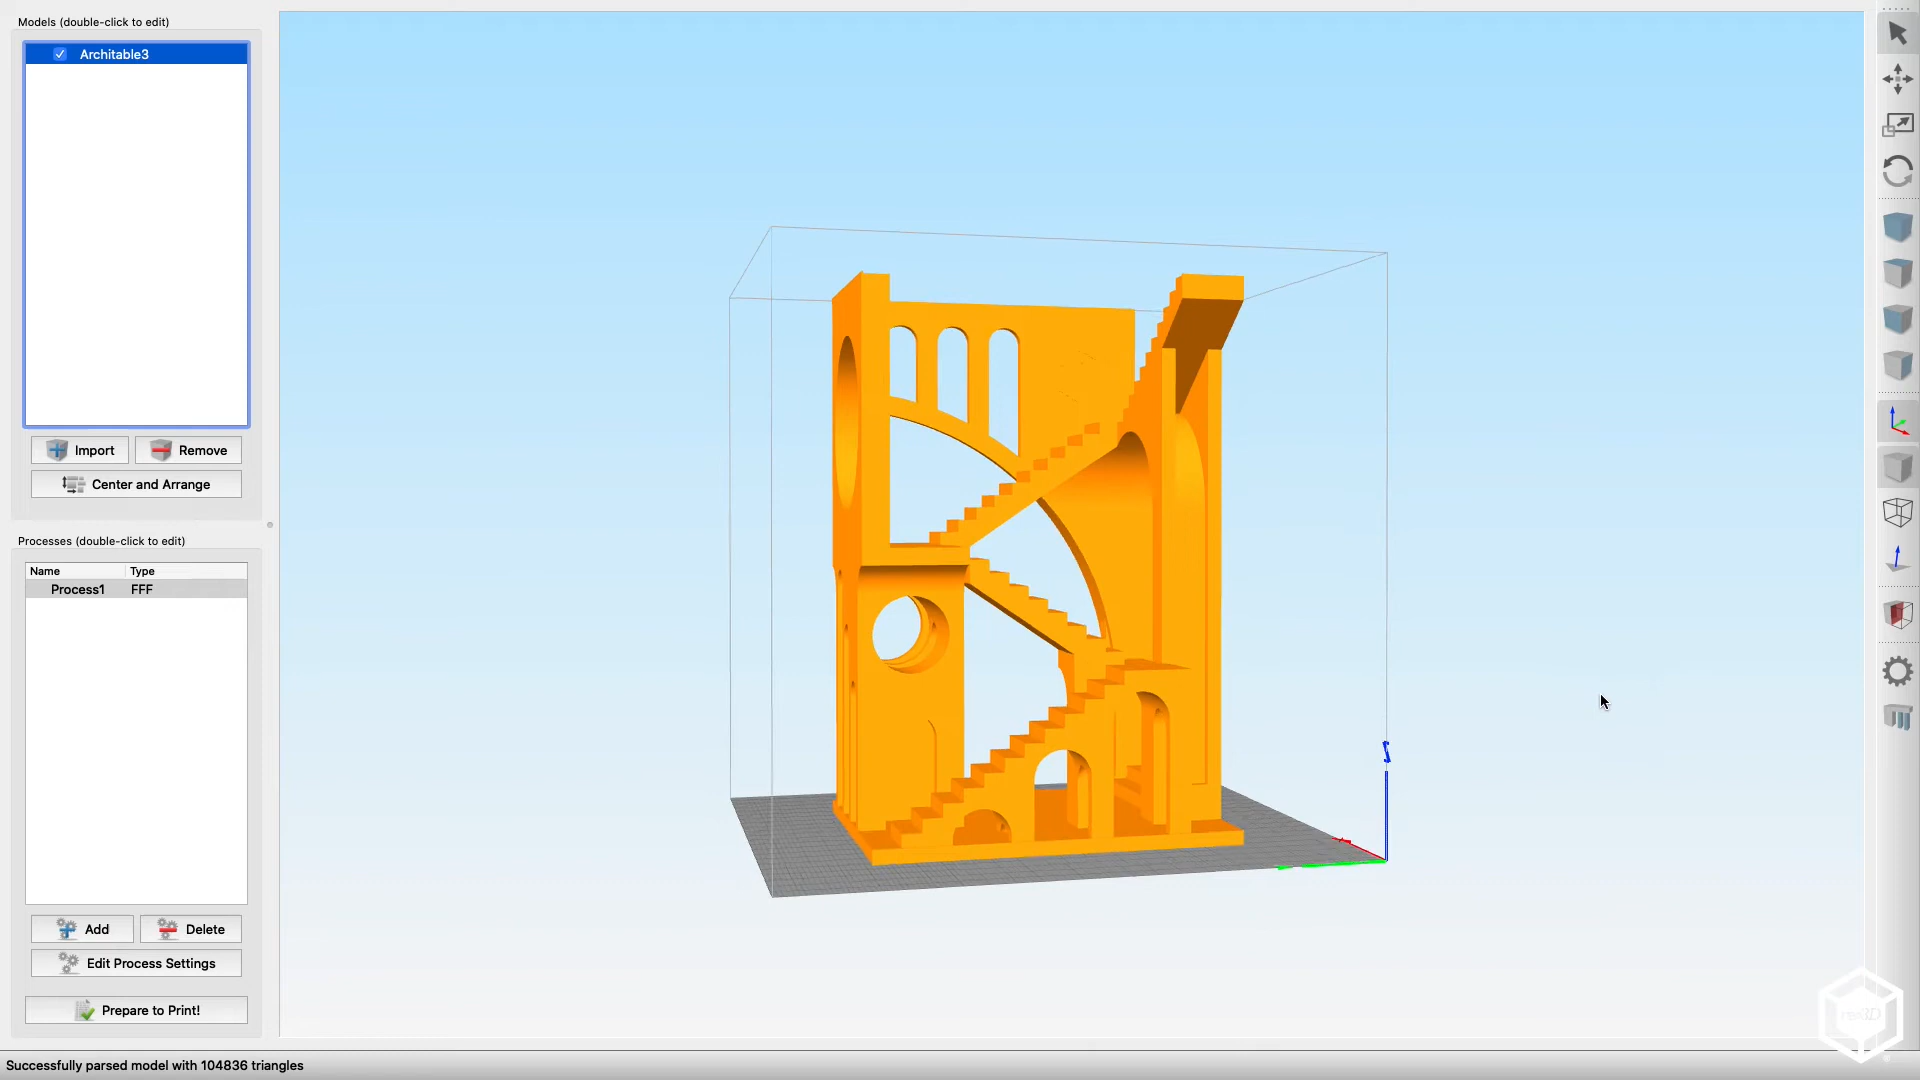 Models (double-click to edit)
Architable3
Import
Remove
Center and Arrange
Processes (double-click to edit)
Name Type
Process1 FFF
Add
Delete
Edit Process Settings
Prepare to Print!
Successfully parsed model with 104836 triangles